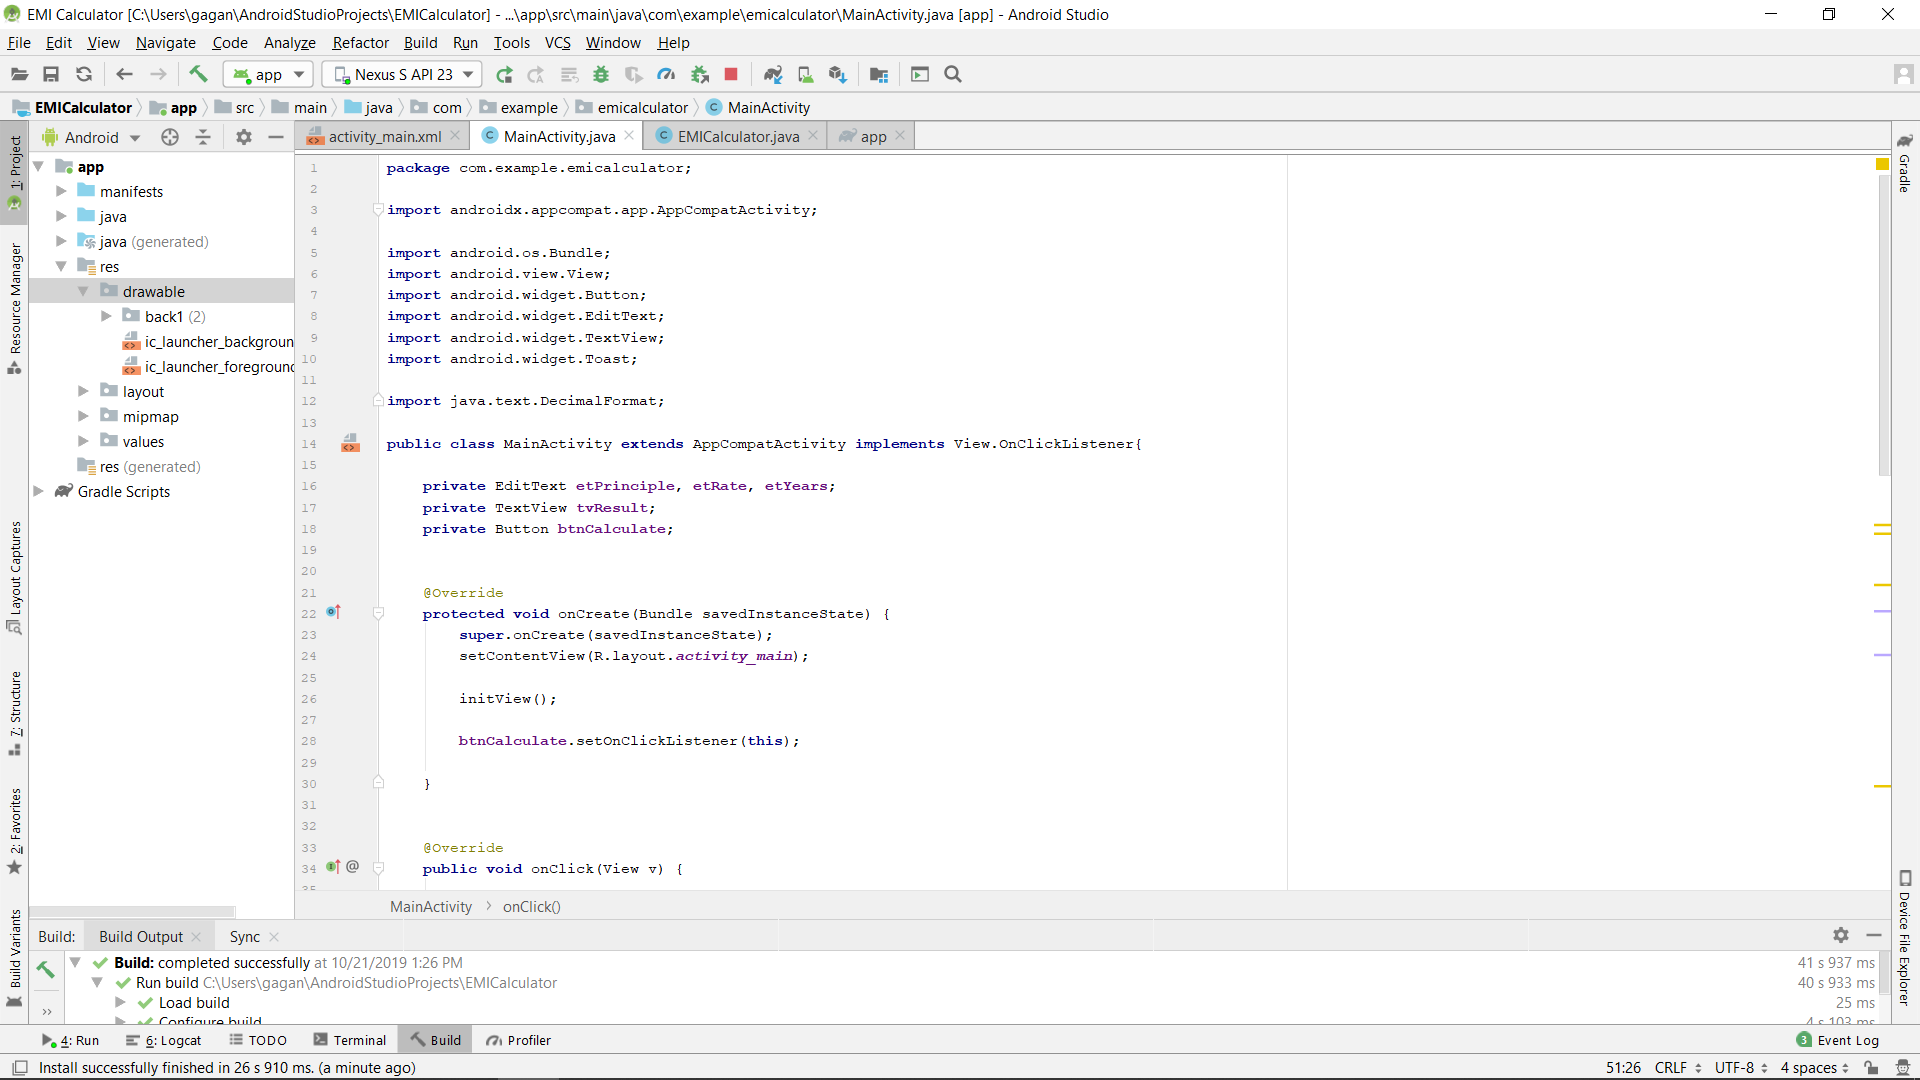 EMI Calculator [C:\Users\gagan\AndroidStudioProjects\EMICalculator] - ...\app\src\main\java\com\example\emicalculator\MainActivity.java [app] - Android Studio
File Edit View Navigate Code Analyze Refactor Build Run Tools VCS Window Help
app Nexus S API 23
EMICalculator app src main java com example emicalculator MainActivity
Android
activity_main.xml MainActivity.java EMICalculator.java app
1: Project
Resource Manager
Layout Captures
7: Structure
2: Favorites
Build Variants
app
manifests
java
java (generated)
res
drawable
back1 (2)
ic_launcher_backgroun
ic_launcher_foreground
layout
mipmap
values
res (generated)
Gradle Scripts
1 package com.example.emicalculator;
2
3 import androidx.appcompat.app.AppCompatActivity;
4
5 import android.os.Bundle;
6 import android.view.View;
7 import android.widget.Button;
8 import android.widget.EditText;
9 import android.widget.TextView;
10 import android.widget.Toast;
11
12 import java.text.DecimalFormat;
13
14 public class MainActivity extends AppCompatActivity implements View.OnClickListener{
15
16 private EditText etPrinciple, etRate, etYears;
17 private TextView tvResult;
18 private Button btnCalculate;
19
20
21 @Override
22 protected void onCreate(Bundle savedInstanceState) {
23 super.onCreate(savedInstanceState);
24 setContentView(R.layout.activity_main);
25
26 initView();
27
28 btnCalculate.setOnClickListener(this);
29
30 }
31
32
33 @Override
34 @ public void onClick(View v) {
35
MainActivity > onClick()
Gradle
Device File Explorer
Build: Build Output Sync
Build: completed successfully at 10/21/2019 1:26 PM 41 s 937 ms
Run build C:\Users\gagan\AndroidStudioProjects\EMICalculator 40 s 933 ms
Load build 25 ms
Configure build 4 s 103 ms
4: Run 6: Logcat TODO Terminal Build Profiler 3 Event Log
Install successfully finished in 26 s 910 ms. (a minute ago) 51:26 CRLF UTF-8 4 spaces